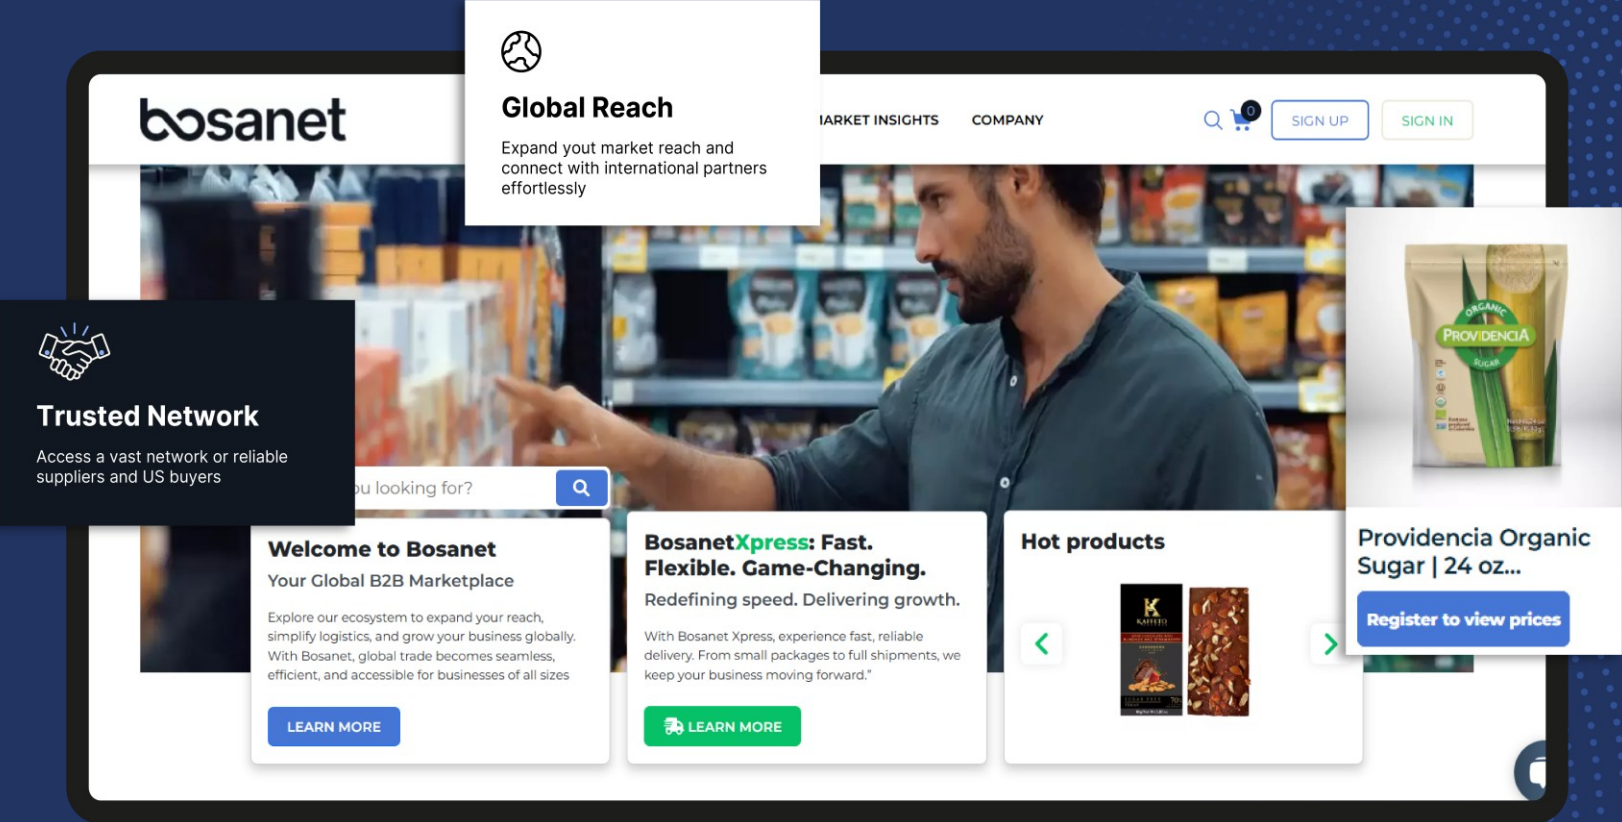 Global Reach
Expand yout market reach and
connect with international partners
effortlessly
bosanet
MARKET INSIGHTS
COMPANY
0
SIGN UP
SIGN IN
Trusted Network
Access a vast network or reliable
suppliers and US buyers
ou looking for?
Welcome to Bosanet
Your Global B2B Marketplace
Explore our ecosystem to expand your reach,
simplify logistics, and grow your business globally.
With Bosanet, global trade becomes seamless,
efficient, and accessible for businesses of all sizes
LEARN MORE
BosanetXpress: Fast.
Flexible. Game-Changing.
Redefining speed. Delivering growth.
With Bosanet Xpress, experience fast, reliable
delivery. From small packages to full shipments, we
keep your business moving forward."
LEARN MORE
Hot products
K
KAFFETO
ORGANIC
PROVIDENCIA
SUGAR
Providencia Organic
Sugar | 24 oz...
Register to view prices